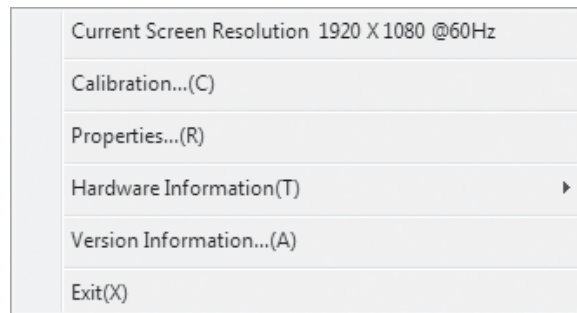 Current Screen Resolution 1920 X 1080 @60Hz
Calibration...(C)
Properties...(R)
Hardware Information(T)
Version Information...(A)
Exit(X)